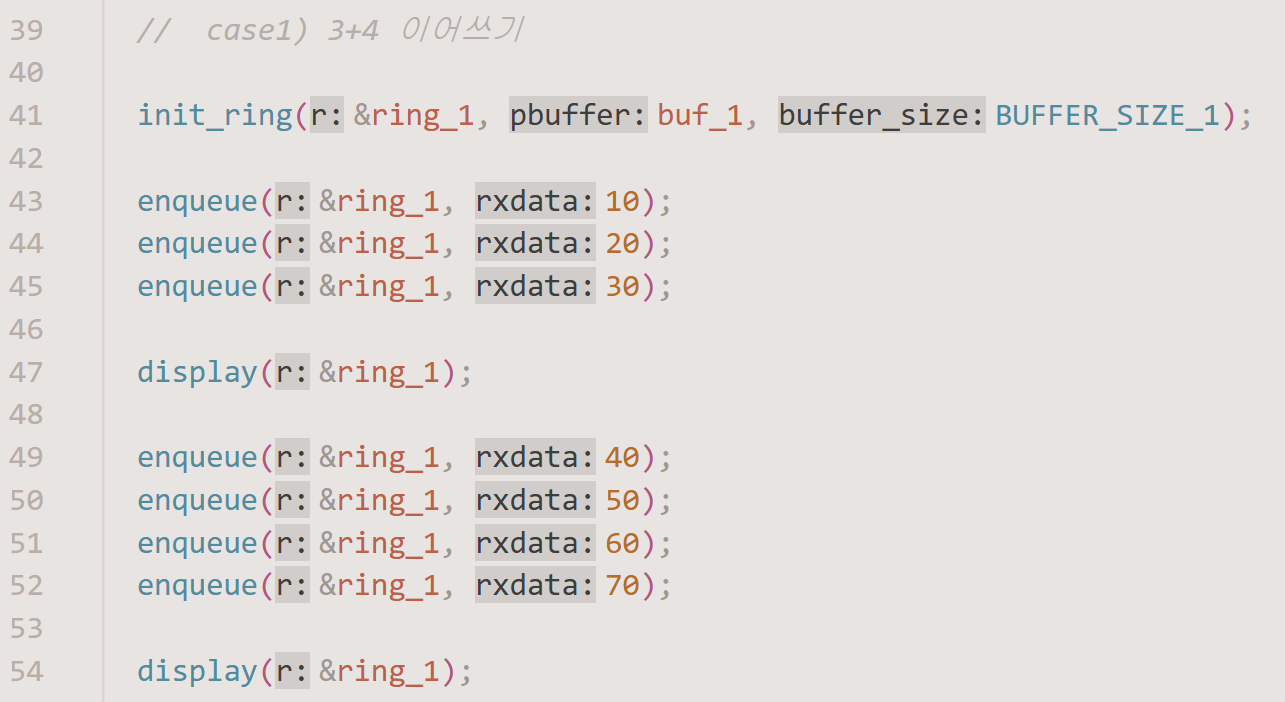 39 // case1) 3+4 이어쓰기
40
41 init_ring(r: &ring_1, pbuffer: buf_1, buffer_size: BUFFER_SIZE_1);
42
43 enqueue(r: &ring_1, rxdata: 10);
44 enqueue(r: &ring_1, rxdata: 20);
45 enqueue(r: &ring_1, rxdata: 30);
46
47 display(r: &ring_1);
48
49 enqueue(r: &ring_1, rxdata: 40);
50 enqueue(r: &ring_1, rxdata: 50);
51 enqueue(r: &ring_1, rxdata: 60);
52 enqueue(r: &ring_1, rxdata: 70);
53
54 display(r: &ring_1);